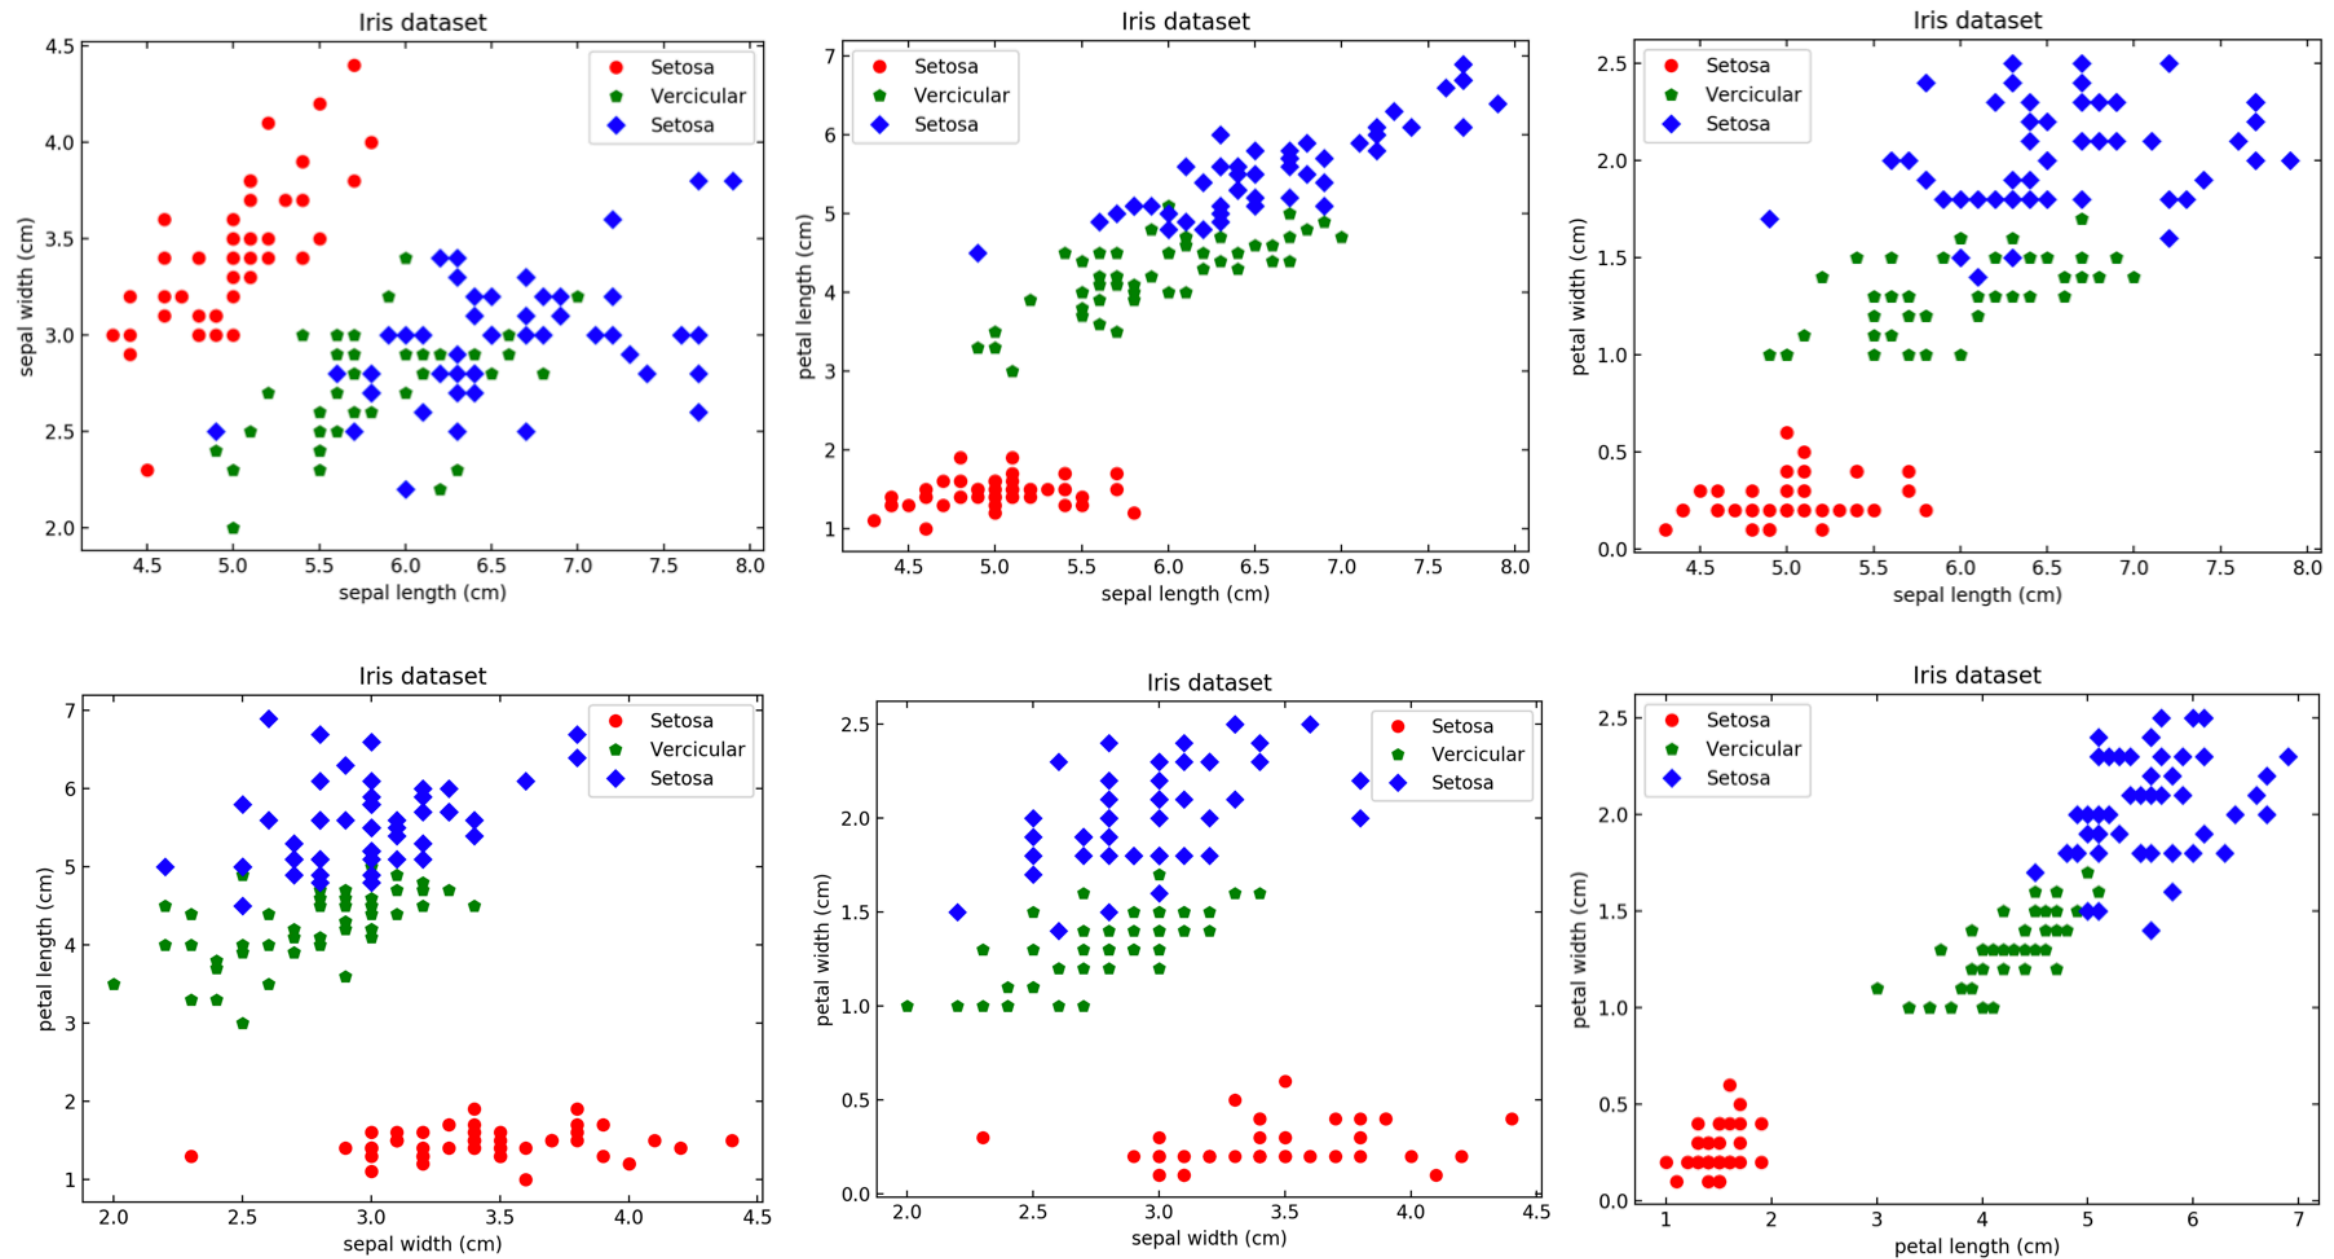 Iris dataset
4.5
4.0
3.5
3.0
2.5
2.0
sepal width (cm)
Setosa
Vercicular
Setosa
4.5 5.0 5.5 6.0 6.5 7.0 7.5 8.0
sepal length (cm)
Iris dataset
7
6
5
4
3
2
1
petal length (cm)
Setosa
Vercicular
Setosa
4.5 5.0 5.5 6.0 6.5 7.0 7.5 8.0
sepal length (cm)
Iris dataset
2.5
2.0
1.5
1.0
0.5
0.0
petal width (cm)
Setosa
Vercicular
Setosa
4.5 5.0 5.5 6.0 6.5 7.0 7.5 8.0
sepal length (cm)
Iris dataset
7
6
5
4
3
2
1
petal length (cm)
Setosa
Vercicular
Setosa
2.0 2.5 3.0 3.5 4.0 4.5
sepal width (cm)
Iris dataset
2.5
2.0
1.5
1.0
0.5
0.0
petal width (cm)
Setosa
Vercicular
Setosa
2.0 2.5 3.0 3.5 4.0 4.5
sepal width (cm)
Iris dataset
2.5
2.0
1.5
1.0
0.5
0.0
petal width (cm)
Setosa
Vercicular
Setosa
1 2 3 4 5 6 7
petal length (cm)